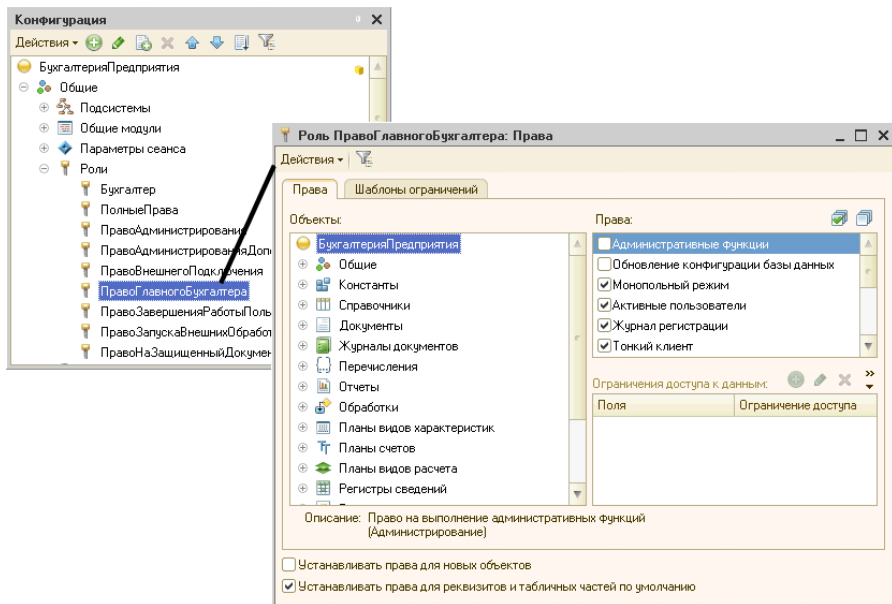 Конфигурация
Действия
БухгалтерияПредприятия
Общие
Подсистемы
Общие модули
Параметры сеанса
Роли
Бухгалтер
ПолныеПрава
ПравоАдминистрирования
ПравоАдминистрированияДопо
ПравоВнешнегоПодключения
ПравоГлавногоБухгалтера
ПравоЗавершенияРаботыПоль
ПравоЗапускаВнешнихОбработ
ПравоНаЗащищенныйДокумен
Роль ПравоГлавногоБухгалтера: Права
Действия
Права
Шаблоны ограничений
Объекты:
БухгалтерияПредприятия
Общие
Константы
Справочники
Документы
Журналы документов
Перечисления
Отчеты
Обработки
Планы видов характеристик
Планы счетов
Планы видов расчета
Регистры сведений
Права:
Административные функции
Обновление конфигурации базы данных
Монопольный режим
Активные пользователи
Журнал регистрации
Тонкий клиент
Ограничения доступа к данным:
Поля Ограничение доступа
Описание: Право на выполнение административных функций
(Администрирование)
Устанавливать права для новых объектов
Устанавливать права для реквизитов и табличных частей по умолчанию